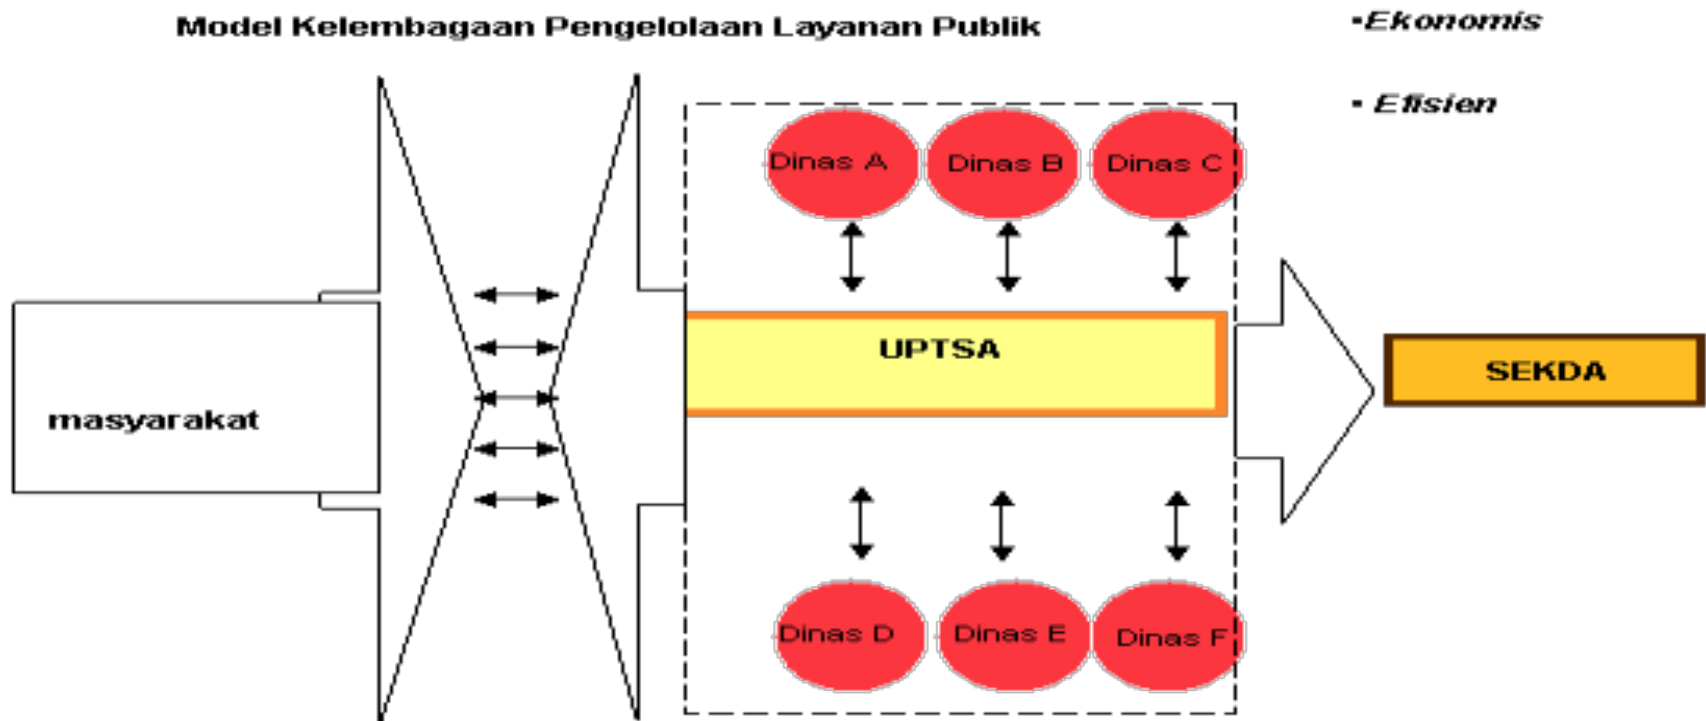 Model Kelembagaan Pengelolaan Layanan Publik
-Ekonomis
- Efisien
Dinas A
Dinas B
Dinas C
UPTSA
SEKDA
masyarakat
Dinas D
Dinas E
Dinas F